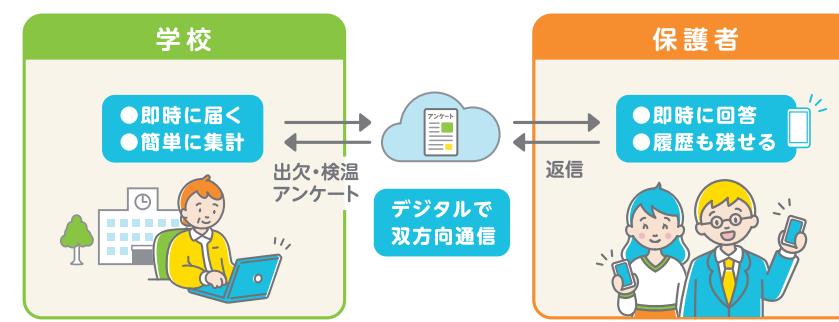 学校
●即時に届く
●簡単に集計
出欠・検温
アンケート
アンケート
デジタルで
双方向通信
返信
保護者
●即時に回答
●履歴も残せる